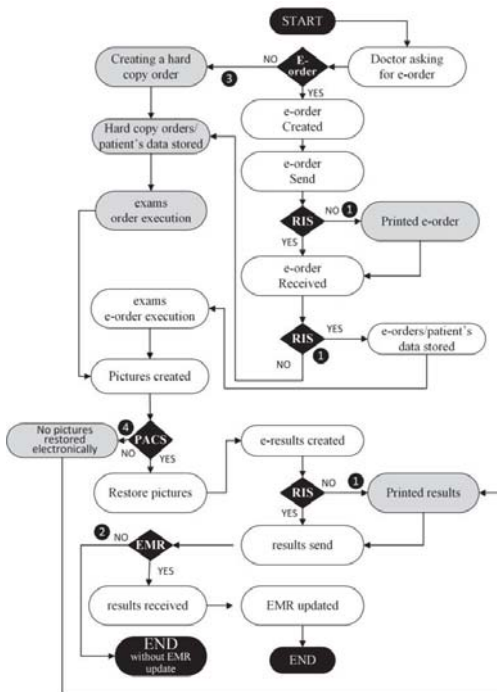 START
Creating a hard
copy order
NO
3
E-
order
Doctor asking
for e-order
YES
e-order
Created
Hard copy orders/
patient's data stored
e-order
Send
exams
order execution
RIS
NO
1
Printed e-order
YES
e-order
Received
exams
e-order execution
RIS
YES
1
NO
e-orders/patient's
data stored
Pictures created
No pictures
restored
electronically
4
PACS
NO
YES
e-results created
Restore pictures
RIS
NO
1
Printed results
YES
2
NO
EMR
results send
YES
results received
EMR updated
END
without EMR
update
END